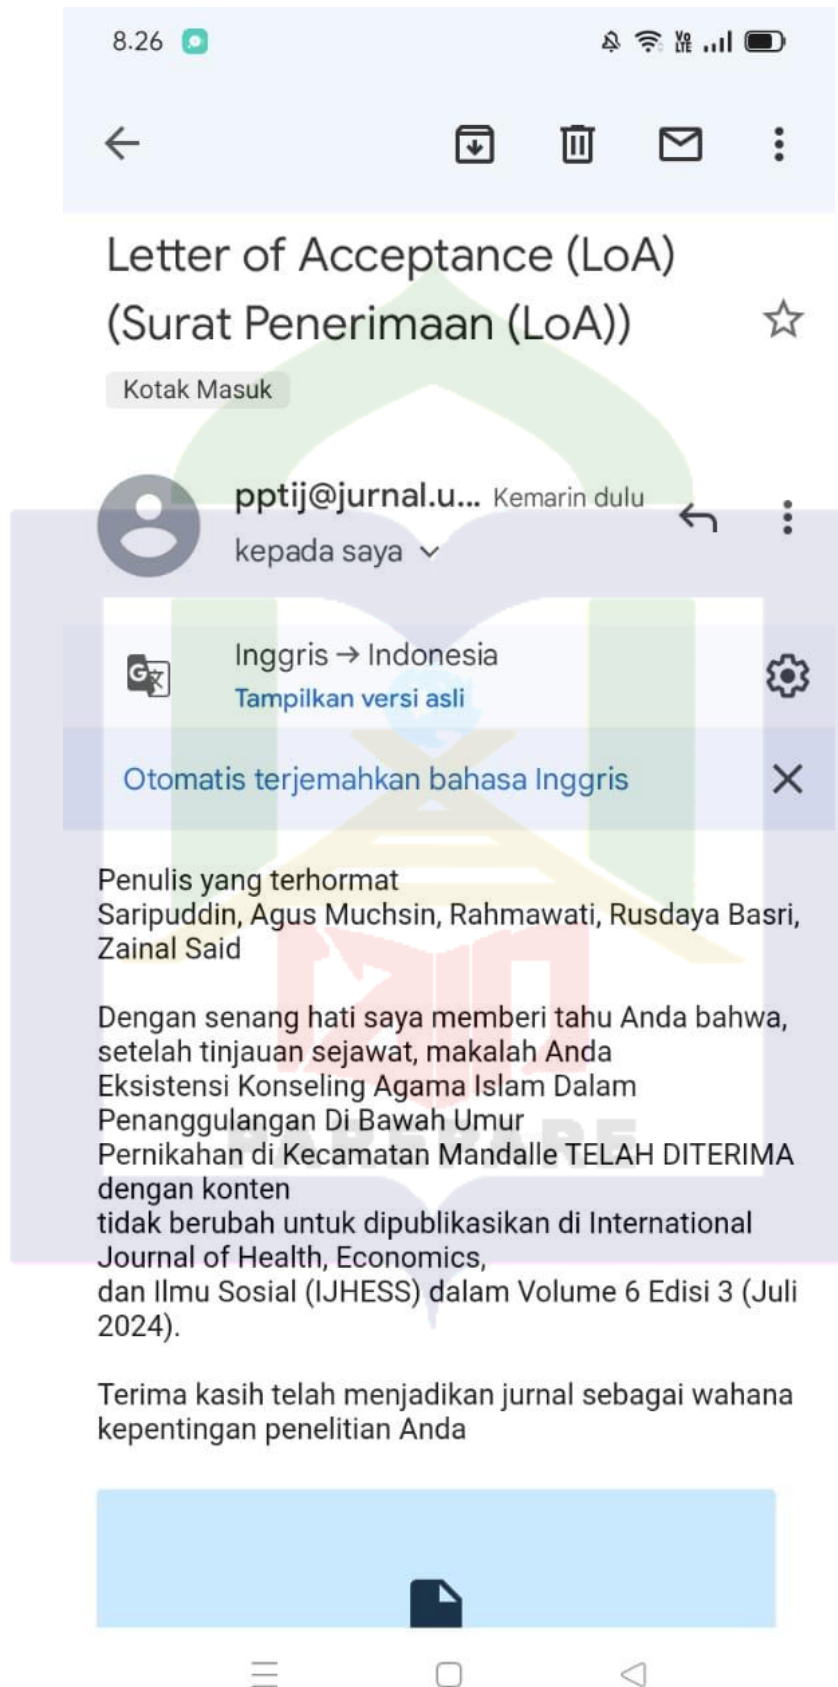 8.26
Vo
LTE
Letter of Acceptance (LoA)
(Surat Penerimaan (LoA))
Kotak Masuk
pptij@jurnal.u... Kemarin dulu
kepada saya
Inggris → Indonesia
Tampilkan versi asli
Otomatis terjemahkan bahasa Inggris
Penulis yang terhormat
Saripuddin, Agus Muchsin, Rahmawati, Rusdaya Basri,
Zainal Said
Dengan senang hati saya memberi tahu Anda bahwa,
setelah tinjauan sejawat, makalah Anda
Eksistensi Konseling Agama Islam Dalam
Penanggulangan Di Bawah Umur
Pernikahan di Kecamatan Mandalle TELAH DITERIMA
dengan konten
tidak berubah untuk dipublikasikan di International
Journal of Health, Economics,
dan Ilmu Sosial (IJHESS) dalam Volume 6 Edisi 3 (Juli
2024).
Terima kasih telah menjadikan jurnal sebagai wahana
kepentingan penelitian Anda
PAREPARE